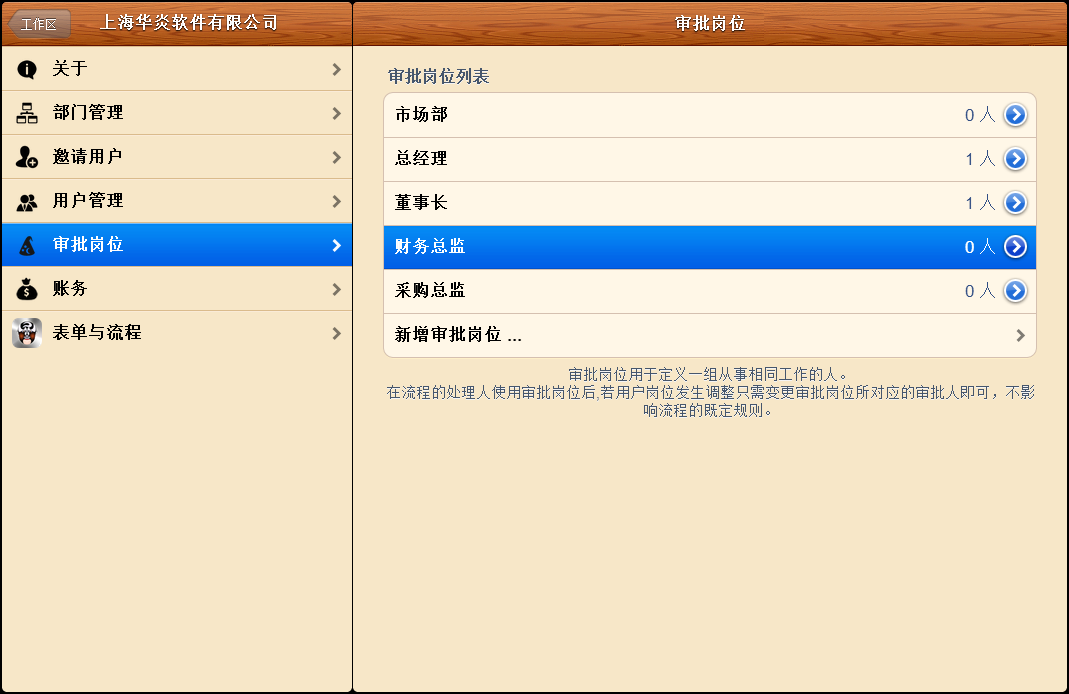 工作区
上海华炎软件有限公司
关于
部门管理
邀请用户
用户管理
审批岗位
账务
表单与流程
审批岗位
审批岗位列表
市场部 0 人
总经理 1 人
董事长 1 人
财务总监 0 人
采购总监 0 人
新增审批岗位 ...
审批岗位用于定义一组从事相同工作的人。
在流程的处理人使用审批岗位后,若用户岗位发生调整只需变更审批岗位所对应的审批人即可，不影
响流程的既定规则。